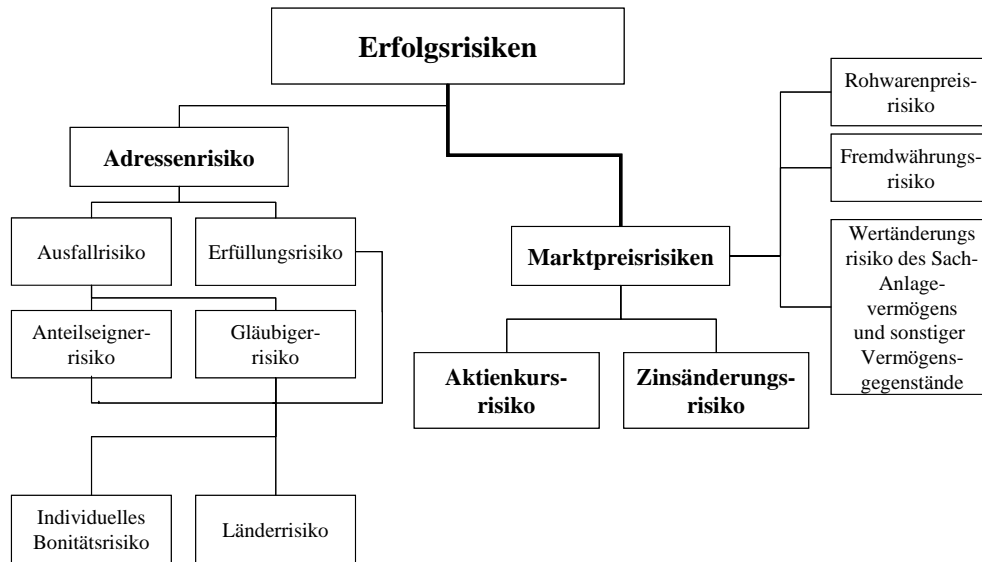 Erfolgsrisiken
Adressenrisiko
Ausfallrisiko
Erfüllungsrisiko
Anteilseigner-
risiko
Gläubiger-
risiko
Individuelles
Bonitätsrisiko
Länderrisiko
Marktpreisrisiken
Aktienkurs-
risiko
Zinsänderungs-
risiko
Rohwarenpreis-
risiko
Fremdwährungs-
risiko
Wertänderungs
risiko des Sach-
Anlage-
vermögens
und sonstiger
Vermögens-
gegenstände